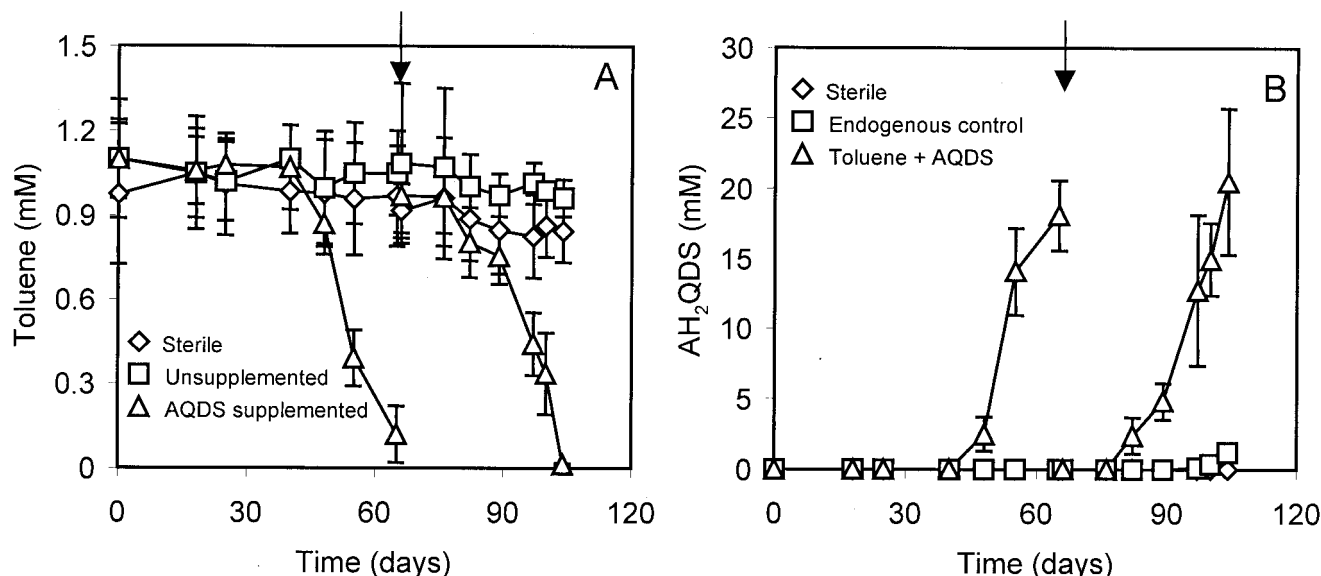 A
1.5
1.2
0.9
0.6
0.3
0
Toluene (mM)
Sterile
Unsupplemented
AQDS supplemented
0 30 60 90 120
Time (days)
B
30
25
20
15
10
5
0
AH₂QDS (mM)
Sterile
Endogenous control
Toluene + AQDS
0 30 60 90 120
Time (days)